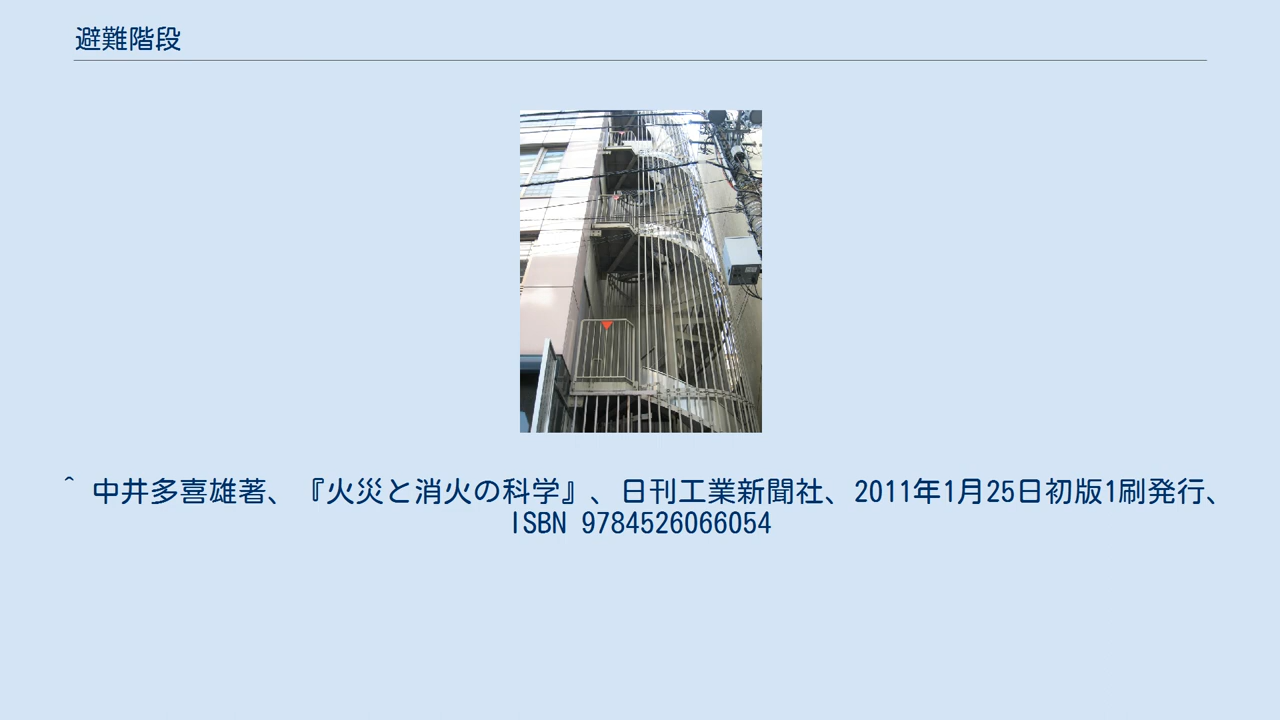 避難階段
^ 中井多喜雄著、『火災と消火の科学』、日刊工業新聞社、2011年1月25日初版1刷発行、
ISBN 9784526066054